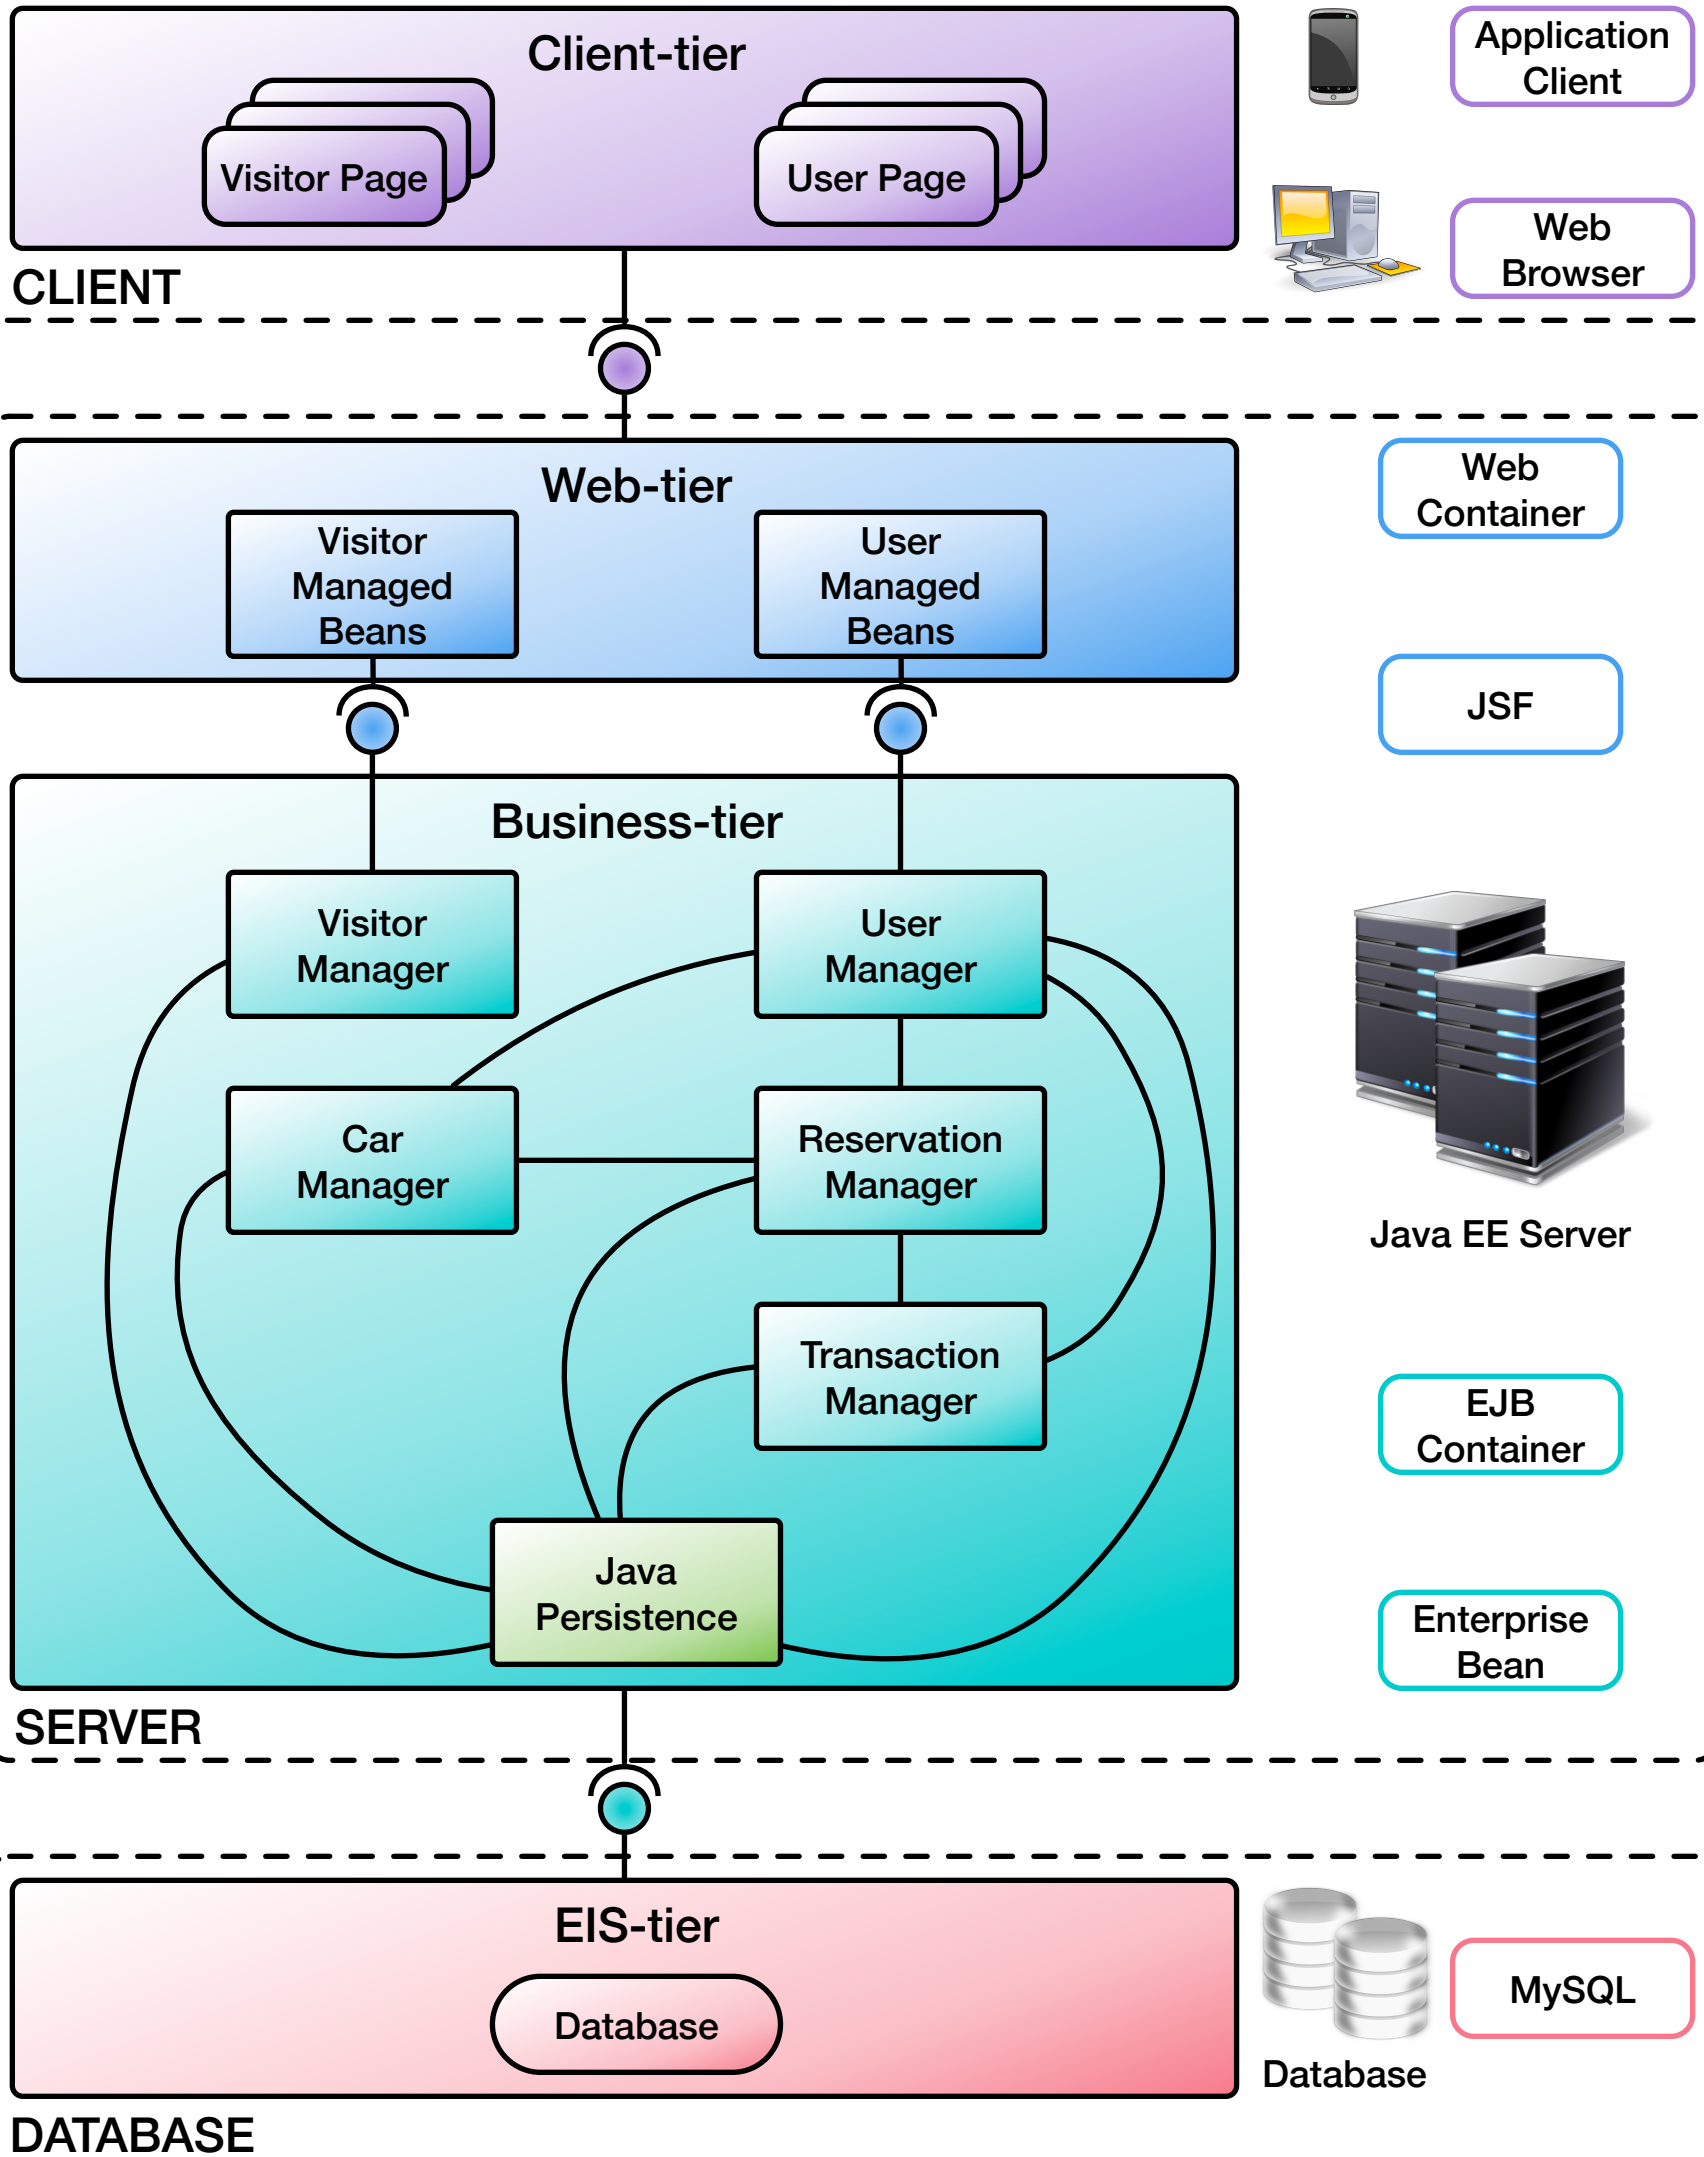 Client-tier
Visitor Page
User Page
Application
Client
Web
Browser
CLIENT
Web-tier
Visitor
Managed
Beans
User
Managed
Beans
Web
Container
JSF
Business-tier
Visitor
Manager
User
Manager
Car
Manager
Reservation
Manager
Transaction
Manager
Java
Persistence
Java EE Server
EJB
Container
Enterprise
Bean
SERVER
EIS-tier
Database
MySQL
Database
DATABASE